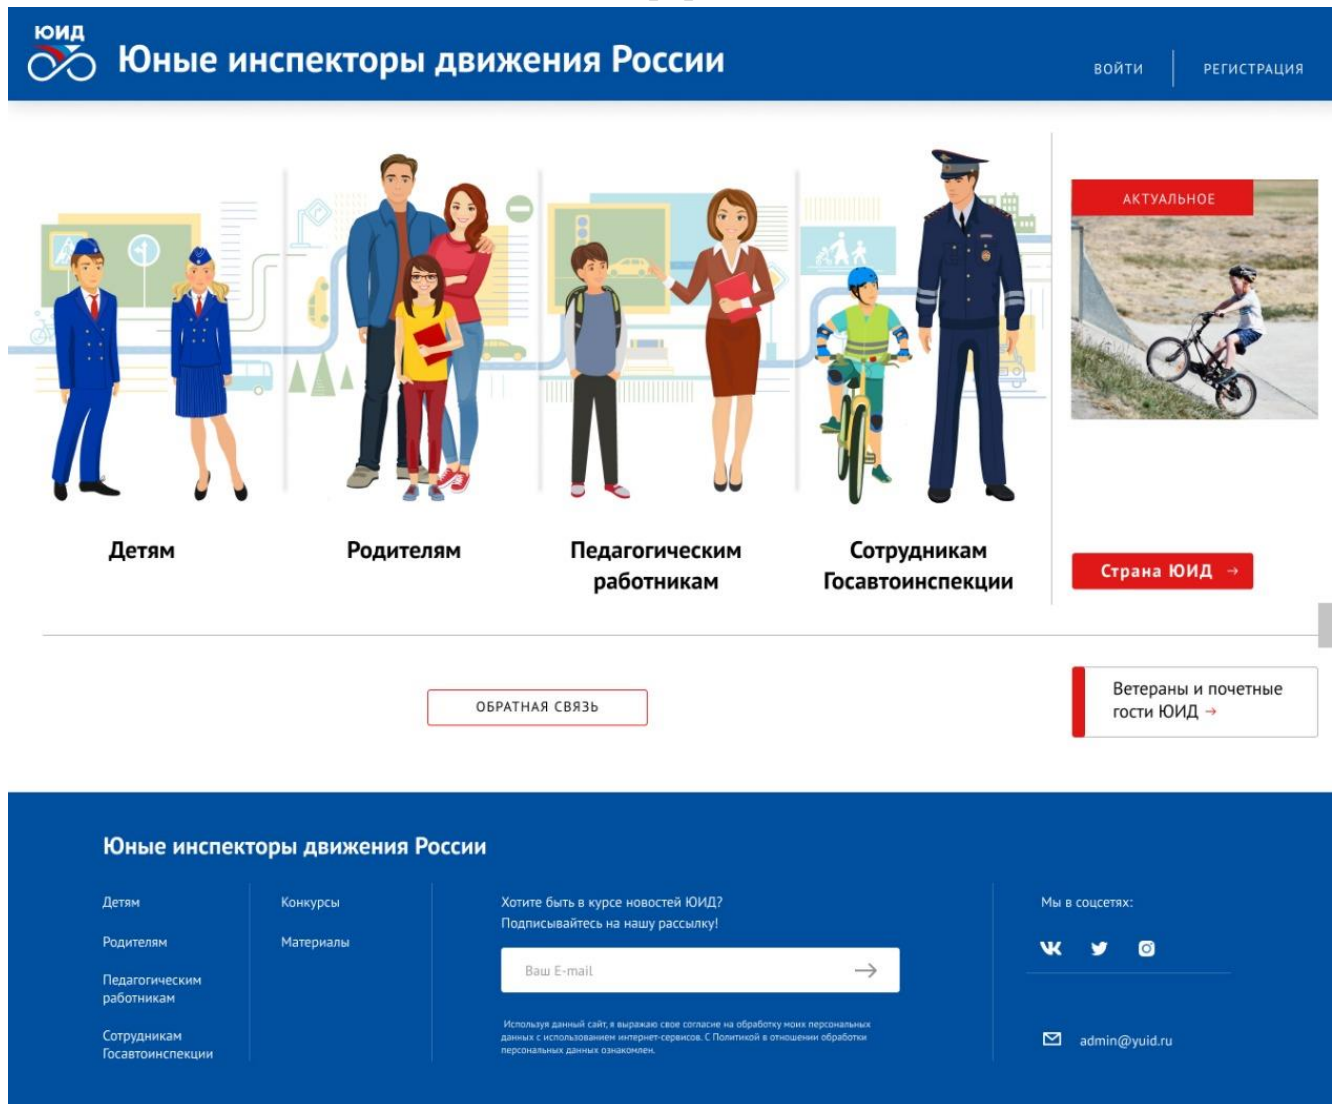 ЮИД
Юные инспекторы движения России
ВОЙТИ
РЕГИСТРАЦИЯ
АКТУАЛЬНОЕ
Детям
Родителям
Педагогическим
работникам
Сотрудникам
Госавтоинспекции
Страна ЮИД →
ОБРАТНАЯ СВЯЗЬ
Ветераны и почетные
гости ЮИД →
Юные инспекторы движения России
Детям
Родителям
Педагогическим
работникам
Сотрудникам
Госавтоинспекции
Конкурсы
Материалы
Хотите быть в курсе новостей ЮИД?
Подписывайтесь на нашу рассылку!
Ваш E-mail →
Используя данный сайт, я выражаю свое согласие на обработку моих персональных
данных с использованием интернет-сервисов. С Политикой в отношении обработки
персональных данных ознакомлен.
Мы в соцсетях:
admin@yuid.ru